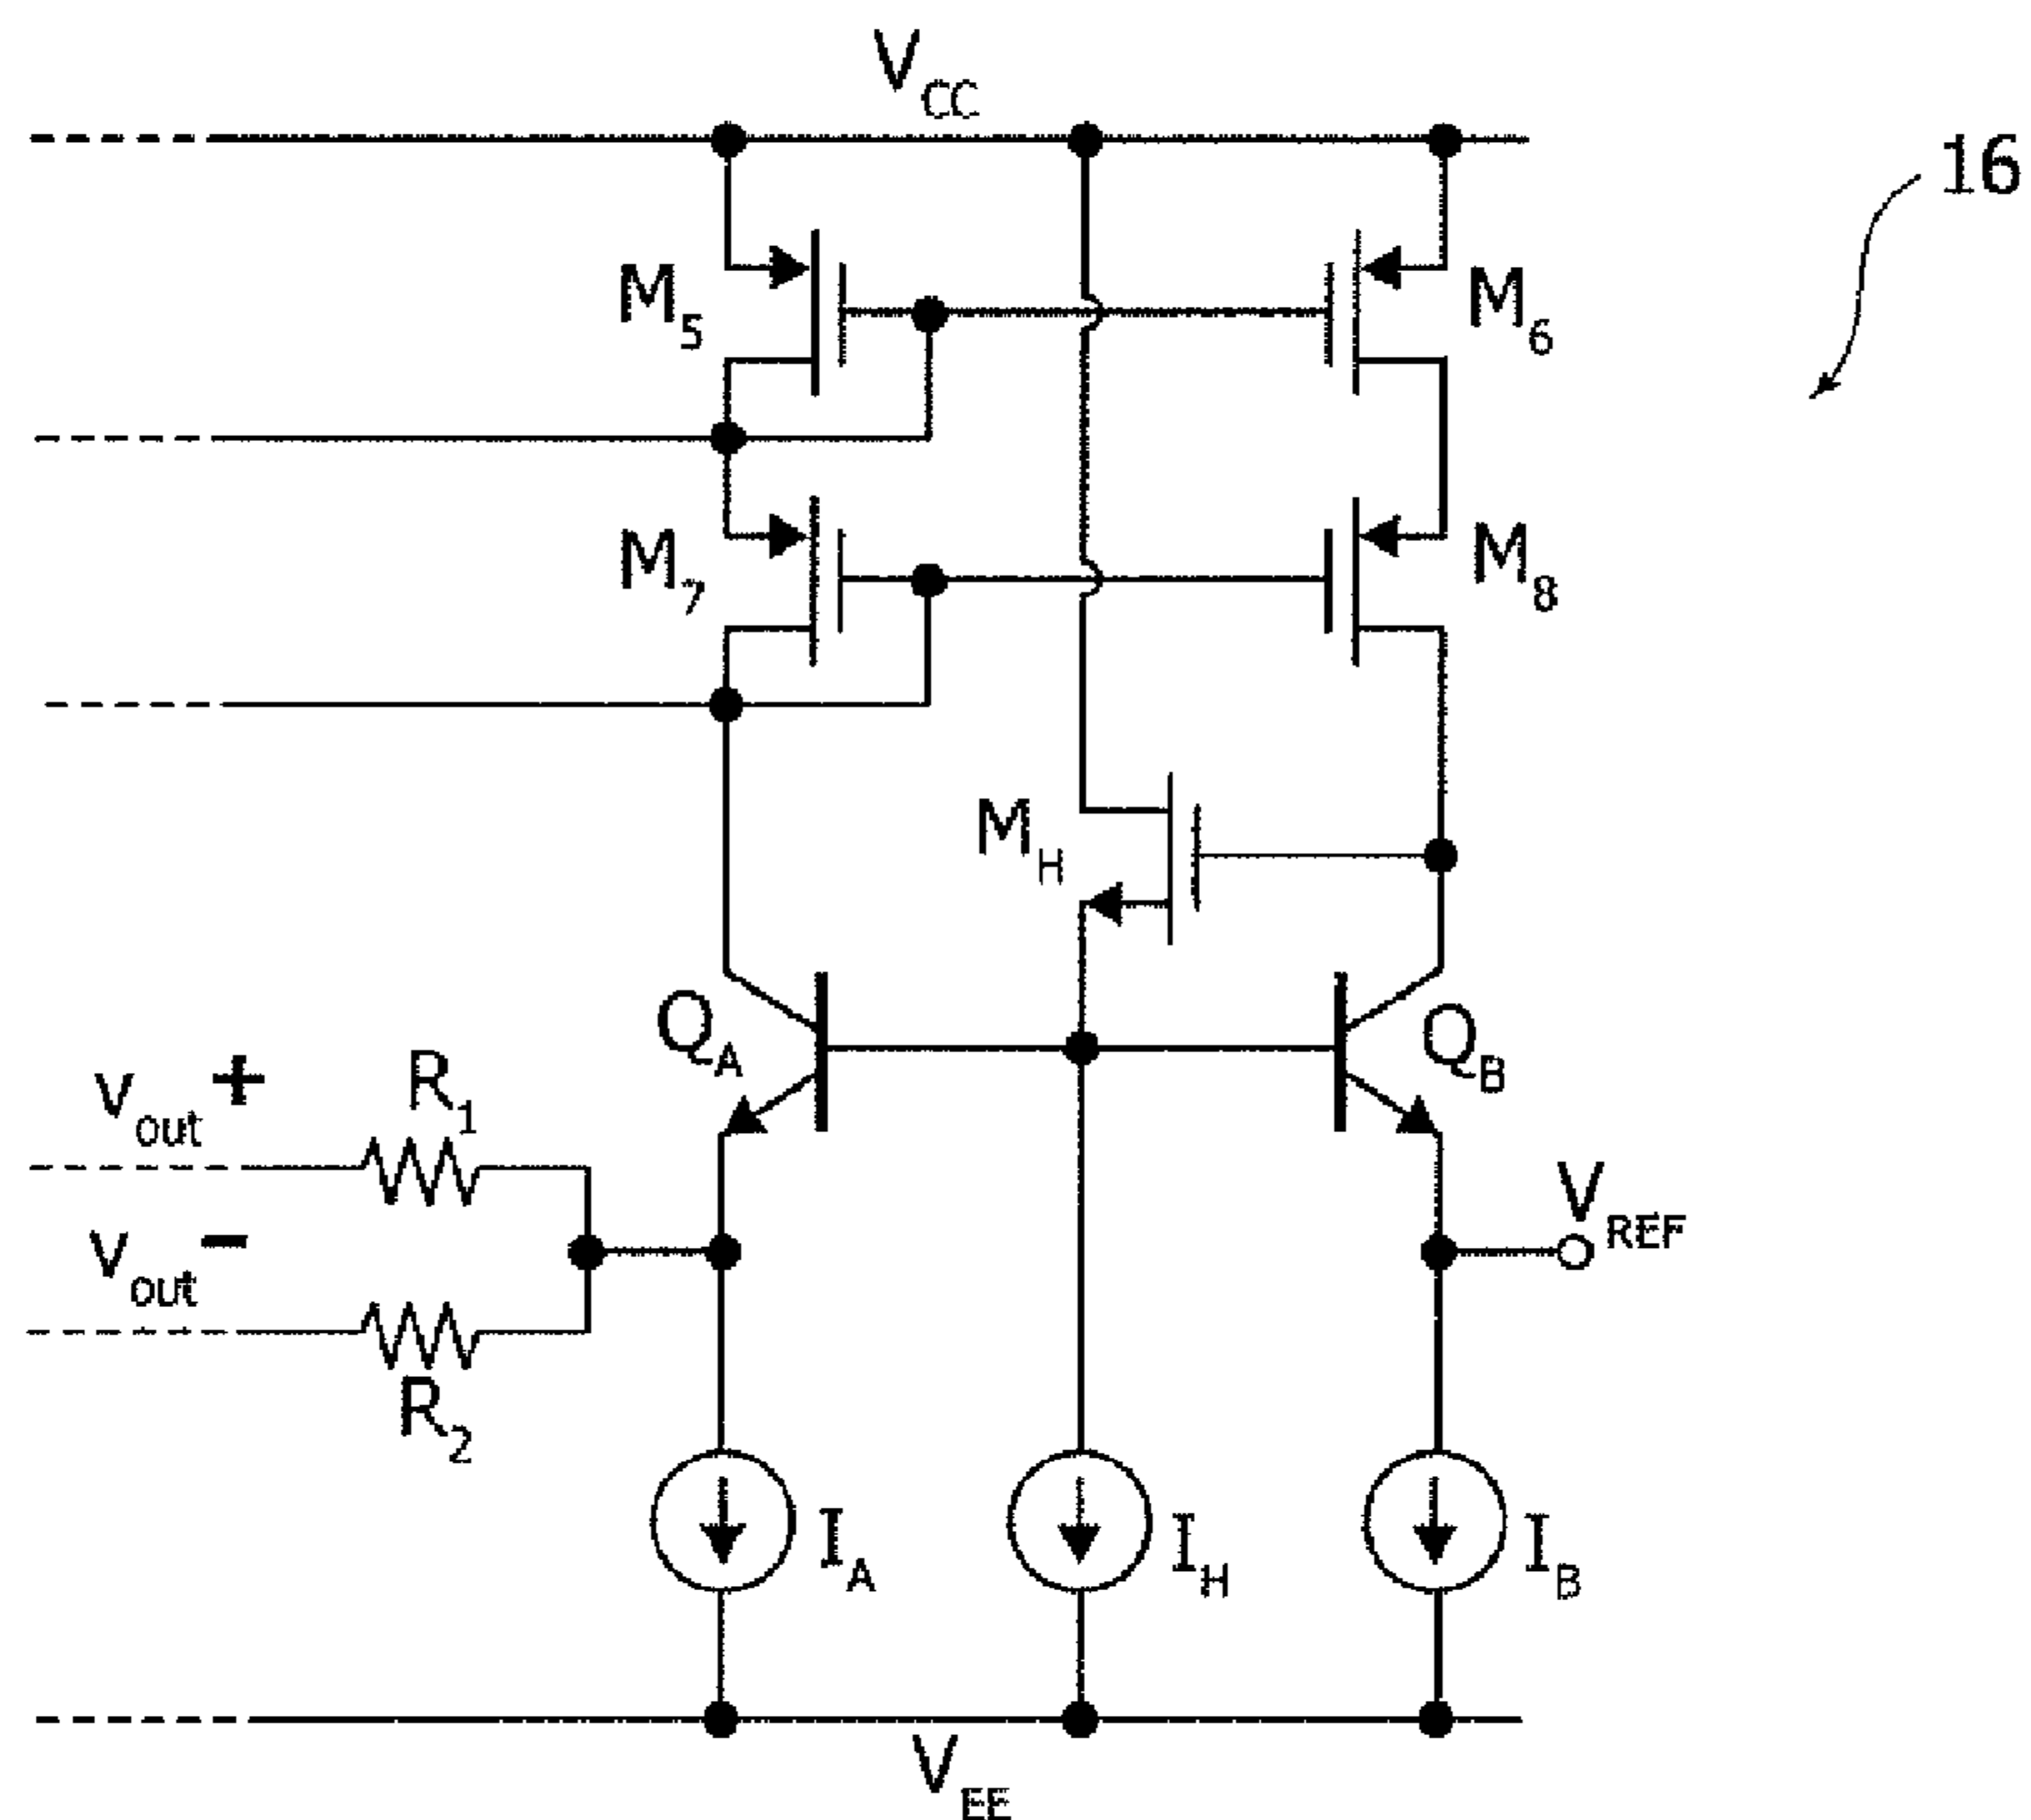 VCC
16
M5
M6
M7
M8
MH
QA
QB
vout+
R1
VREF
vout−
R2
IA
IH
IB
VEE